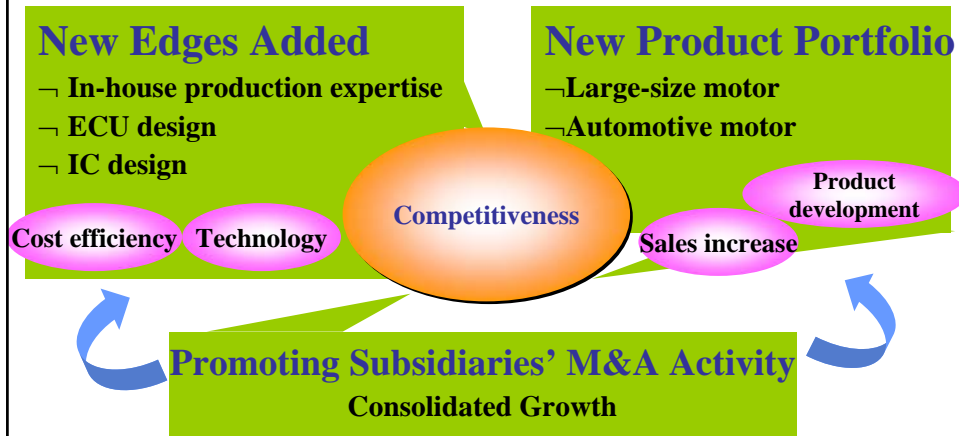 New Edges Added
¬ In-house production expertise
¬ ECU design
¬ IC design
Cost efficiency
Technology
Competitiveness
New Product Portfolio
¬Large-size motor
¬Automotive motor
Product
development
Sales increase
Promoting Subsidiaries’ M&A Activity
Consolidated Growth